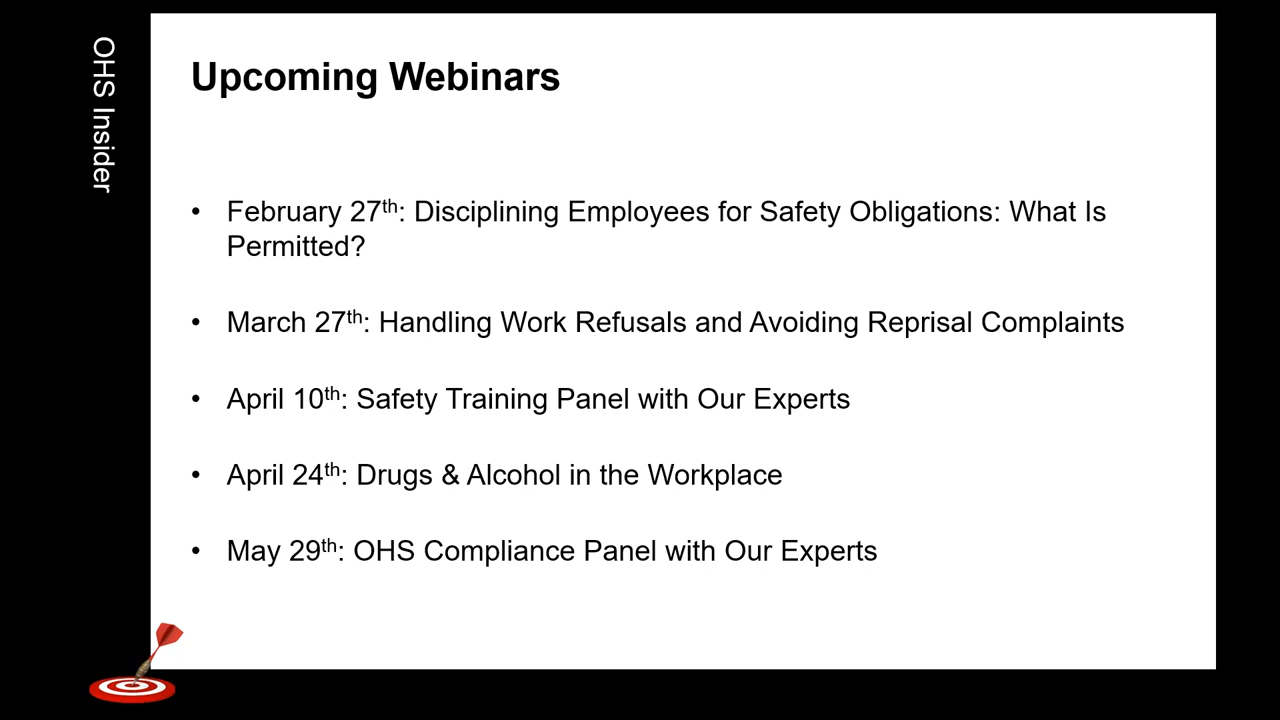 OHS Insider
Upcoming Webinars
• February 27th: Disciplining Employees for Safety Obligations: What Is
Permitted?
• March 27th: Handling Work Refusals and Avoiding Reprisal Complaints
• April 10th: Safety Training Panel with Our Experts
• April 24th: Drugs & Alcohol in the Workplace
• May 29th: OHS Compliance Panel with Our Experts